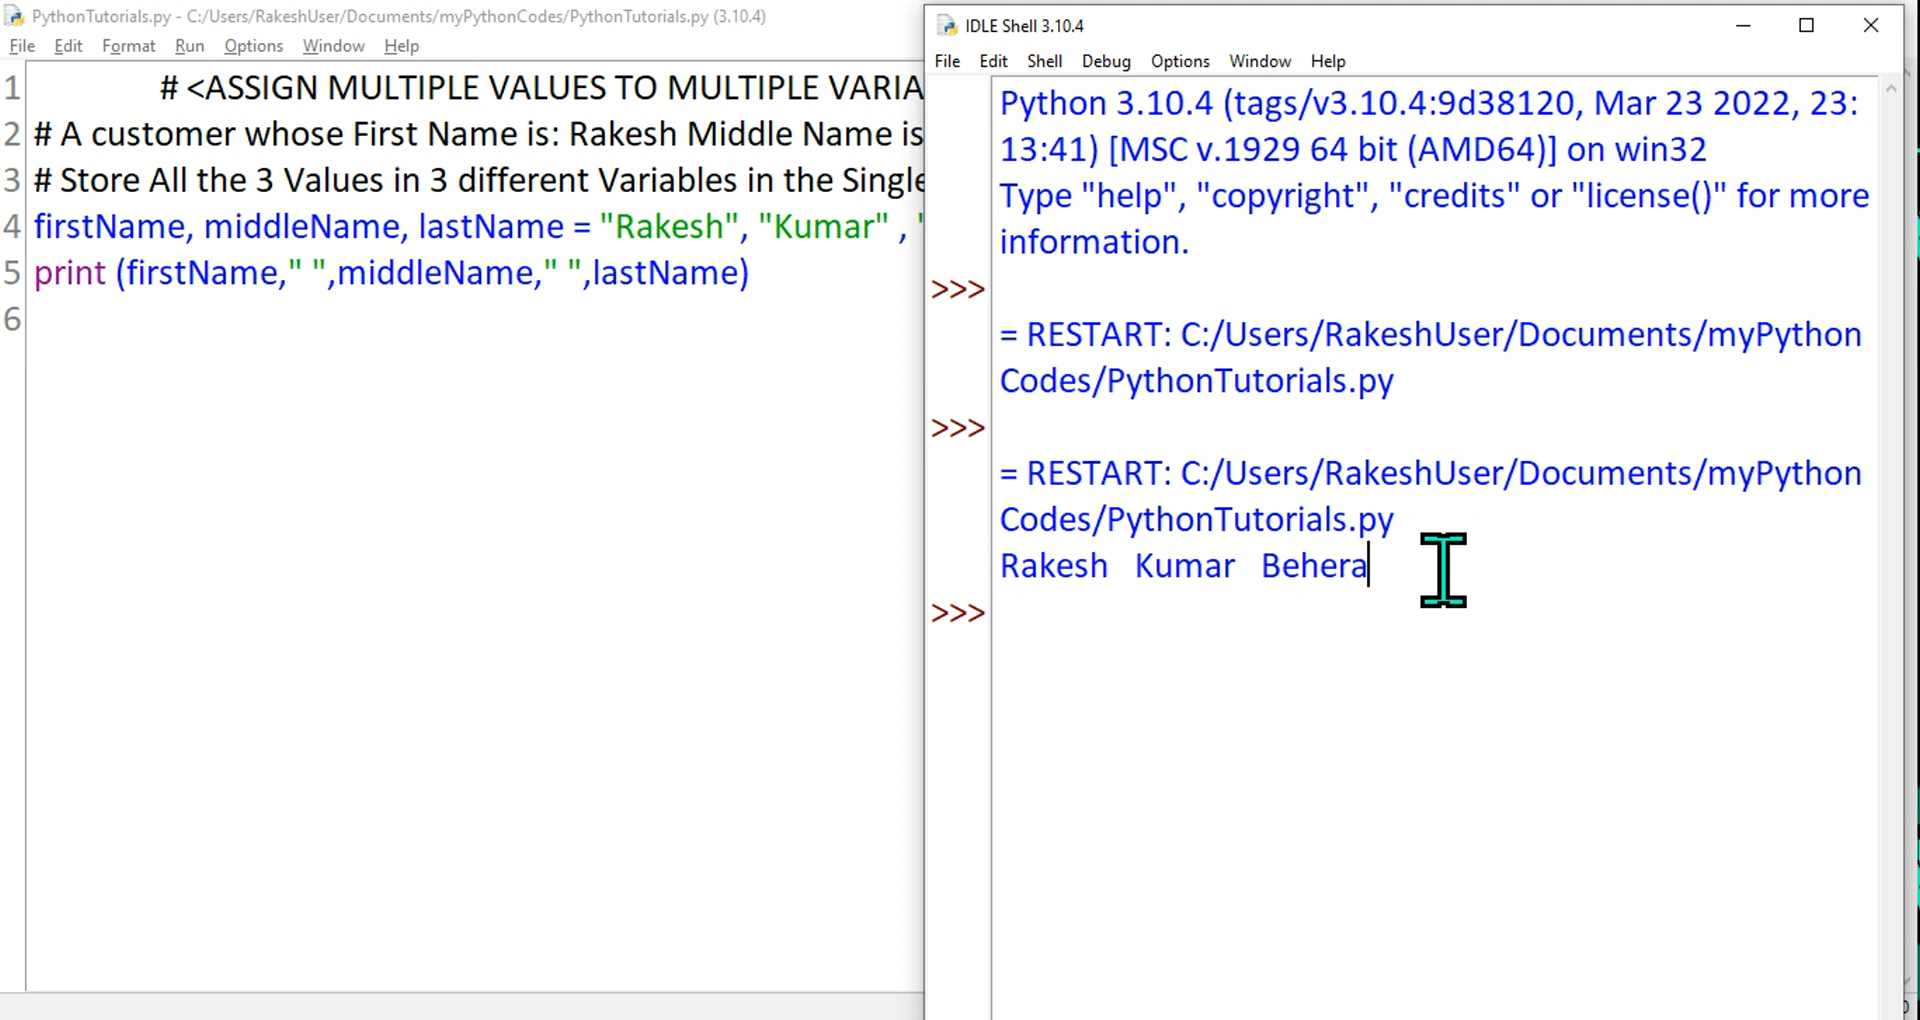 PythonTutorials.py - C:/Users/RakeshUser/Documents/myPythonCodes/PythonTutorials.py (3.10.4)
File Edit Format Run Options Window Help
1 # <ASSIGN MULTIPLE VALUES TO MULTIPLE VARIA
2 # A customer whose First Name is: Rakesh Middle Name is
3 # Store All the 3 Values in 3 different Variables in the Single
4 firstName, middleName, lastName = "Rakesh", "Kumar" , "
5 print (firstName," ",middleName," ",lastName)
6
IDLE Shell 3.10.4
File Edit Shell Debug Options Window Help
Python 3.10.4 (tags/v3.10.4:9d38120, Mar 23 2022, 23:
13:41) [MSC v.1929 64 bit (AMD64)] on win32
Type "help", "copyright", "credits" or "license()" for more
information.
>>>
= RESTART: C:/Users/RakeshUser/Documents/myPython
Codes/PythonTutorials.py
>>>
= RESTART: C:/Users/RakeshUser/Documents/myPython
Codes/PythonTutorials.py
Rakesh   Kumar   Behera
>>>